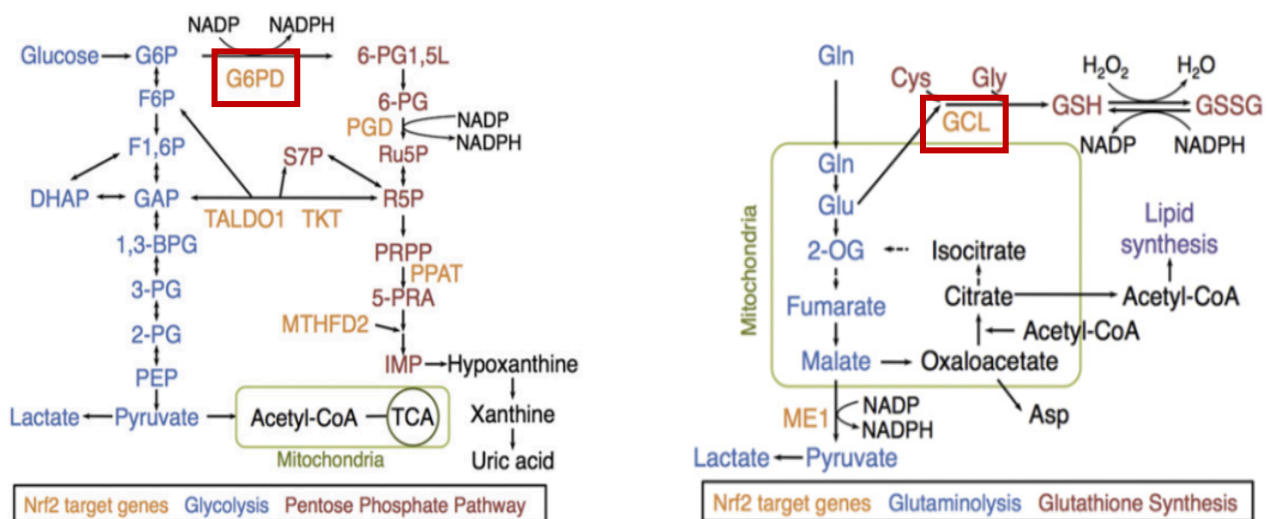 NADP NADPH
Glucose G6P 6-PG1,5L
G6PD
F6P 6-PG
PGD NADP
NADPH
F1,6P S7P Ru5P
DHAP GAP R5P
TALDO1 TKT
1,3-BPG PRPP
PPAT
3-PG 5-PRA
MTHFD2
2-PG
IMP Hypoxanthine
PEP
Lactate Pyruvate Acetyl-CoA TCA Xanthine
Mitochondria Uric acid
Nrf2 target genes Glycolysis Pentose Phosphate Pathway
Gln Cys Gly H2O2 H2O
GCL GSH GSSG
NADP NADPH
Gln
Glu
Mitochondria
2-OG Isocitrate Lipid
synthesis
Fumarate Citrate Acetyl-CoA
Acetyl-CoA
Malate Oxaloacetate
ME1 NADP
NADPH
Asp
Lactate Pyruvate
Nrf2 target genes Glutaminolysis Glutathione Synthesis